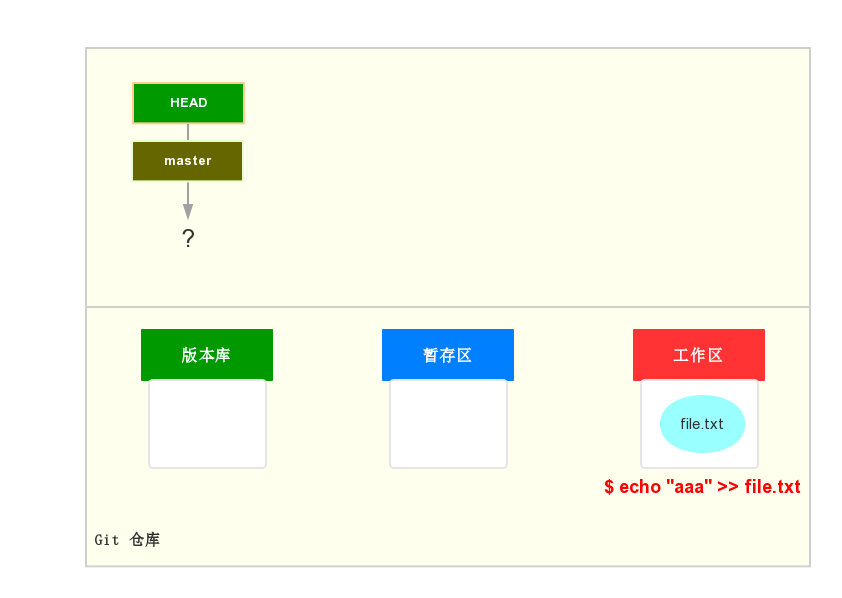 HEAD
master
?
版本库
暂存区
工作区
file.txt
$ echo "aaa" >> file.txt
Git 仓库